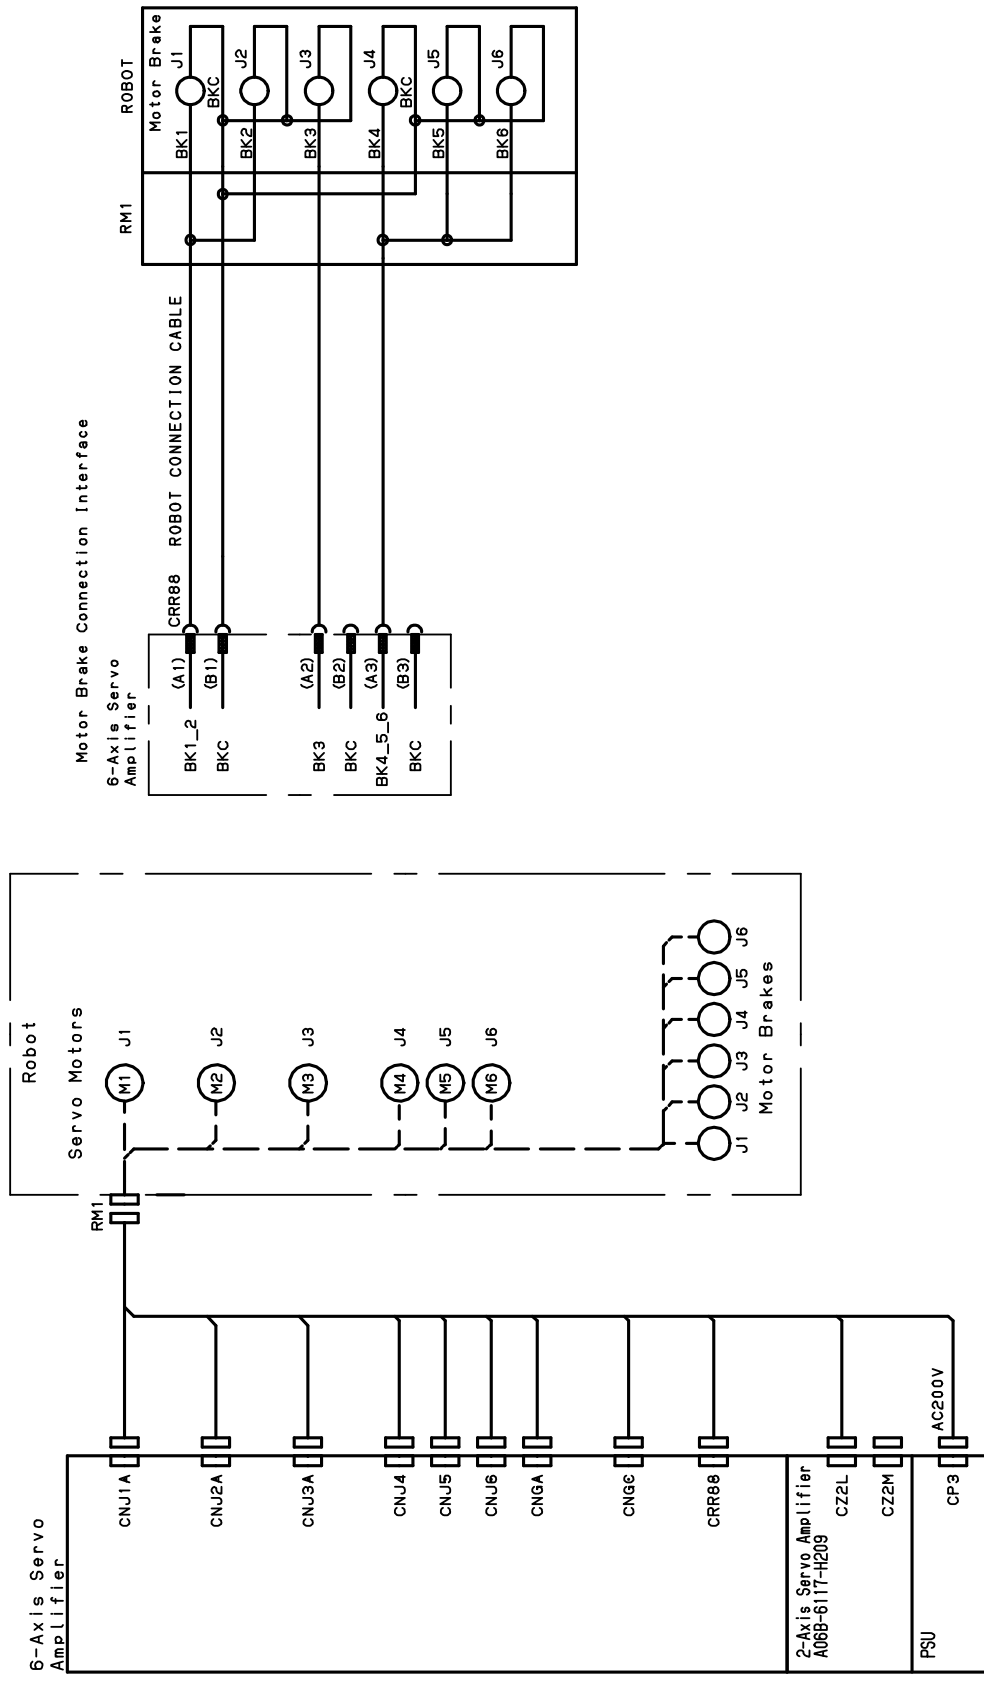 Motor Brake Connection Interface
6-Axis Servo
Amplifier
BK1_2
BKC
BK3
BKC
BK4_5_6
BKC
(A1)
(B1)
(A2)
(B2)
(A3)
(B3)
CRR88
ROBOT CONNECTION CABLE
RM1
ROBOT
Motor Brake
BK1
BKC
BK2
BK3
BK4
BKC
BK5
BK6
J1
J2
J3
J4
J5
J6
6-Axis Servo
Amplifier
CNJ1A
CNJ2A
CNJ3A
CNJ4
CNJ5
CNJ6
CNGA
CNGC
CRR88
2-Axis Servo Amplifier
A06B-6117-H209
CZ2L
CZ2M
PSU
CP3
AC200V
RM1
Robot
Servo Motors
M1
J1
M2
J2
M3
J3
M4
J4
M5
J5
M6
J6
J1
J2
J3
J4
J5
J6
Motor Brakes